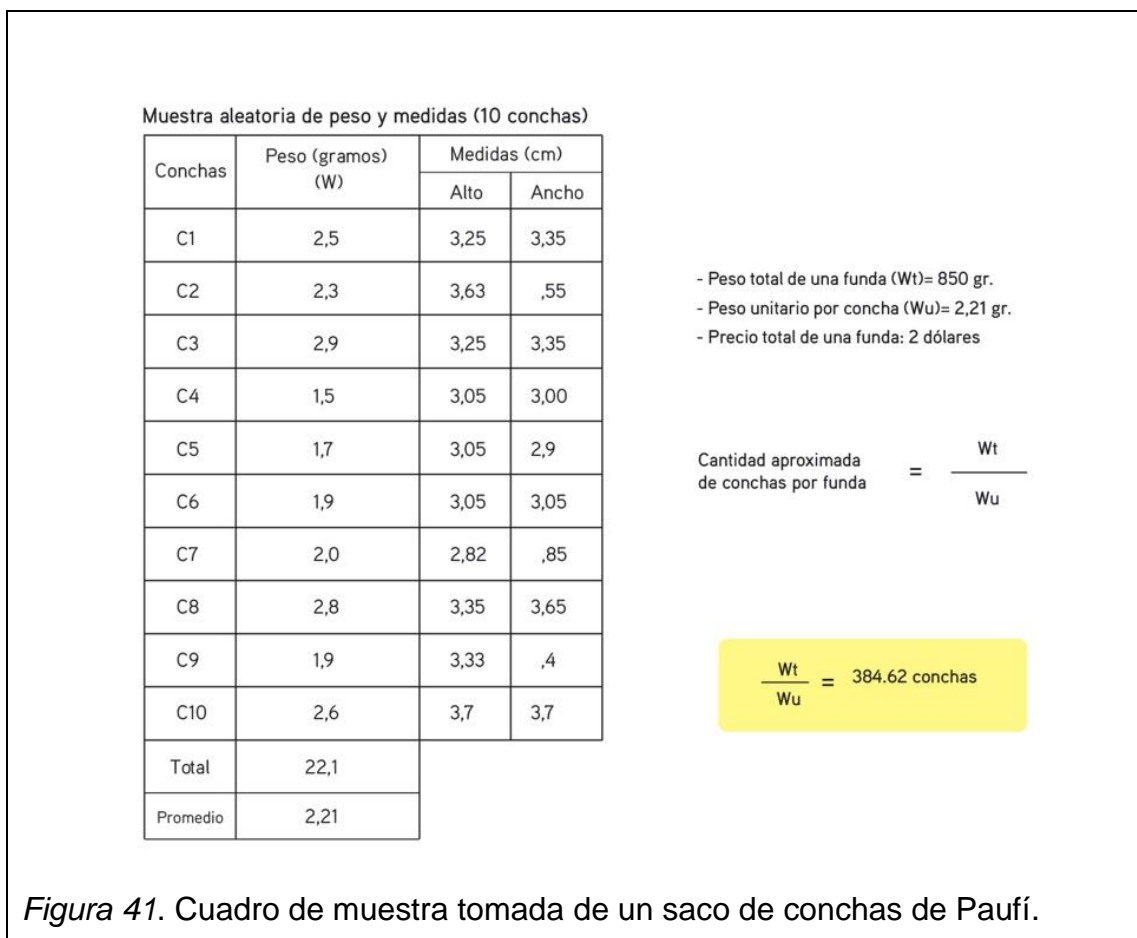 Muestra aleatoria de peso y medidas (10 conchas)
Conchas Peso (gramos) (W) Medidas (cm)
Alto Ancho
C1 2,5 3,25 3,35
C2 2,3 3,63 ,55
C3 2,9 3,25 3,35
C4 1,5 3,05 3,00
C5 1,7 3,05 2,9
C6 1,9 3,05 3,05
C7 2,0 2,82 ,85
C8 2,8 3,35 3,65
C9 1,9 3,33 ,4
C10 2,6 3,7 3,7
Total 22,1
Promedio 2,21
- Peso total de una funda (Wt)= 850 gr.
- Peso unitario por concha (Wu)= 2,21 gr.
- Precio total de una funda: 2 dólares
Cantidad aproximada
de conchas por funda
=
Wt
Wu
Wt
Wu
= 384.62 conchas
Figura 41. Cuadro de muestra tomada de un saco de conchas de Paufí.